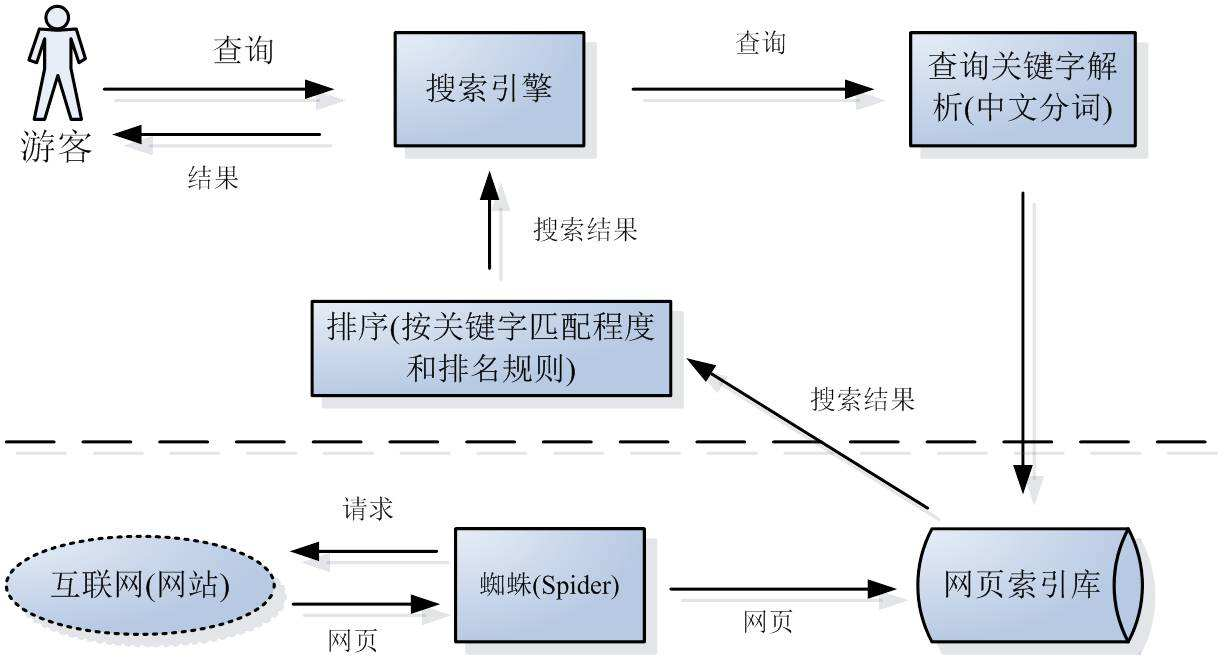 查询
搜索引擎
查询
查询关键字解
析(中文分词)
游客
结果
搜索结果
排序(按关键字匹配程度
和排名规则)
搜索结果
请求
互联网(网站)
蜘蛛(Spider)
网页索引库
网页
网页